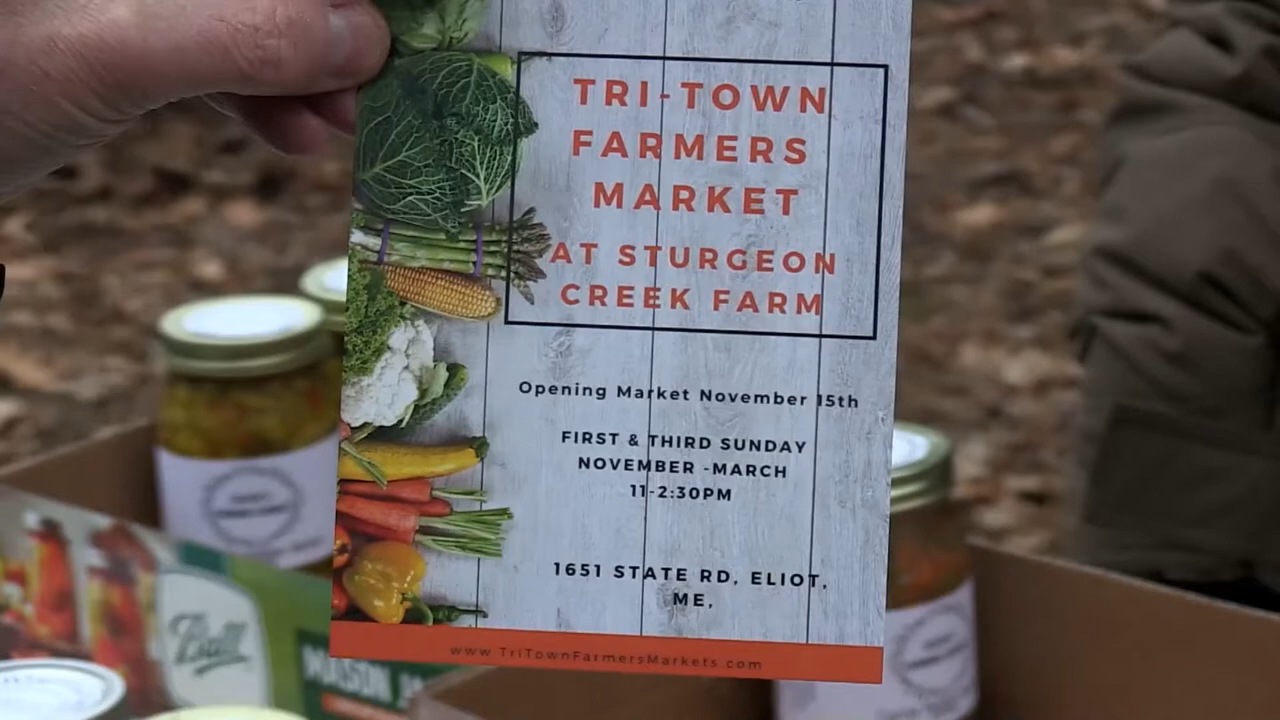 TRI-TOWN
FARMERS
MARKET
AT STURGEON
CREEK FARM
Opening Market November 15th
FIRST & THIRD SUNDAY
NOVEMBER -MARCH
11-2:30PM
1651 STATE RD, ELIOT,
ME,
www.TriTownFarmersMarkets.com
Ball
MASON